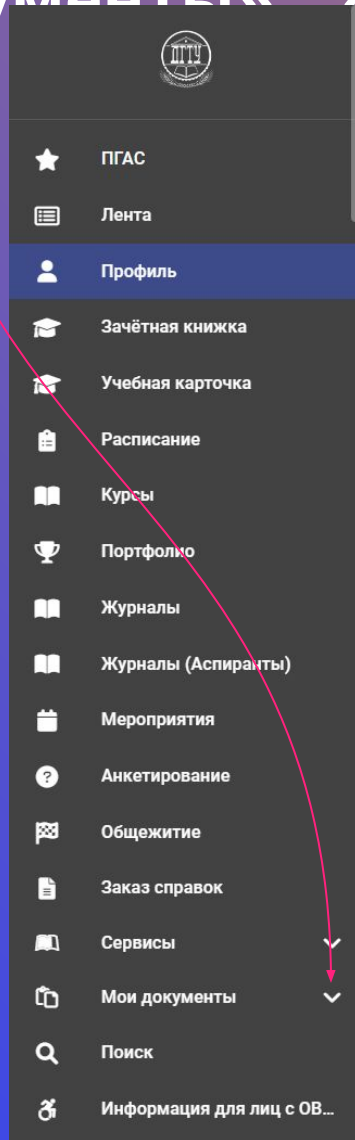 ДГТУ
ПГАС
Лента
Профиль
Зачётная книжка
Учебная карточка
Расписание
Курсы
Портфолио
Журналы
Журналы (Аспиранты)
Мероприятия
Анкетирование
Общежитие
Заказ справок
Сервисы
Мои документы
Поиск
Информация для лиц с ОВ...